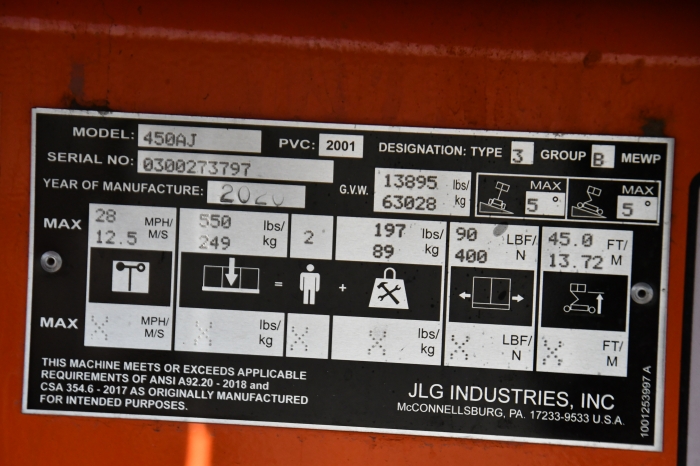 MODEL: 450AJ PVC: 2001 DESIGNATION: TYPE 3 GROUP B MEWP
SERIAL NO: 0300273797
YEAR OF MANUFACTURE: 2020 G.V.W. 13895 lbs/ 63028 kg MAX 5° MAX 5°
MAX 28 MPH/ 550 lbs/ 2 197 lbs/ 90 LBF/ 45.0 FT/
12.5 M/S 249 kg 89 kg 400 N 13.72 M
= +
MAX X MPH/ X lbs/ X X lbs/ X LBF/ X FT/
M/S kg kg N M
THIS MACHINE MEETS OR EXCEEDS APPLICABLE
REQUIREMENTS OF ANSI A92.20 - 2018 and
CSA 354.6 - 2017 AS ORIGINALLY MANUFACTURED
FOR INTENDED PURPOSES.
JLG INDUSTRIES, INC
McCONNELLSBURG, PA. 17233-9533 U.S.A.
1001253997 A